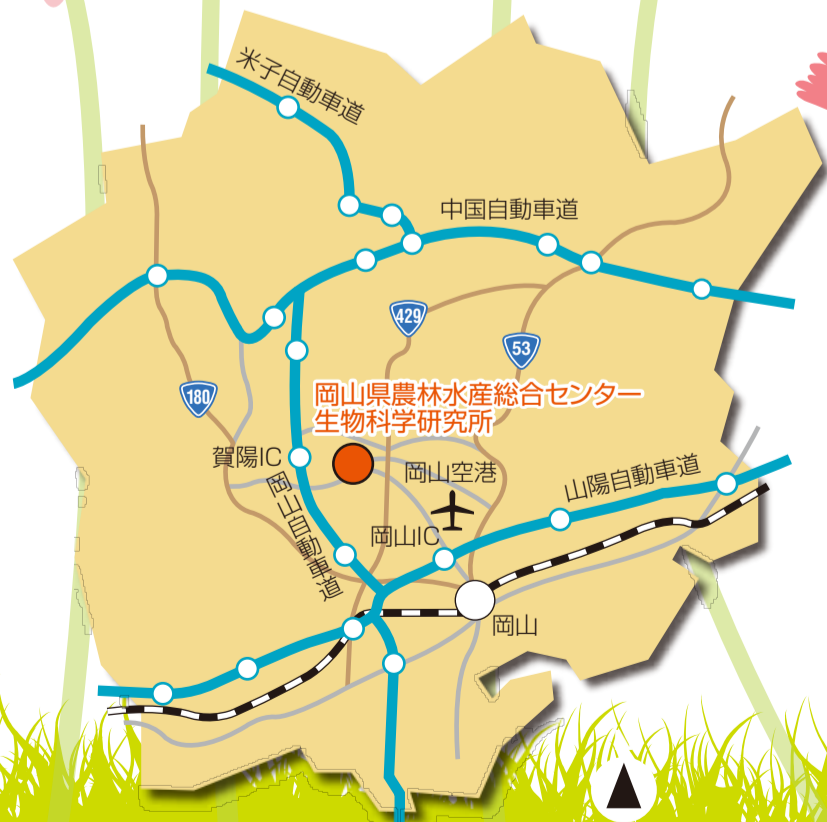 米子自動車道
中国自動車道
429
53
180
岡山県農林水産総合センター
生物科学研究所
賀陽IC
岡山空港
岡山自動車道
山陽自動車道
岡山IC
岡山